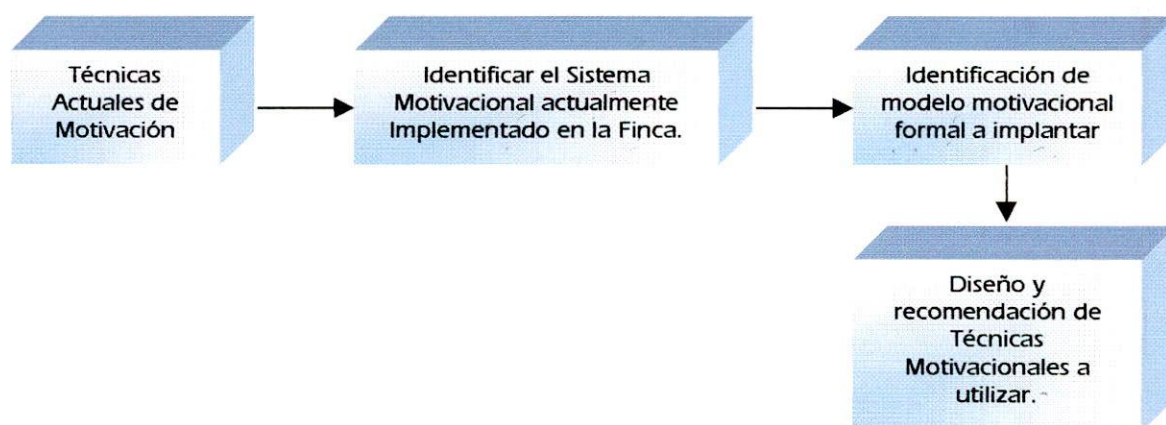 Técnicas
Actuales de
Motivación
Identificar el Sistema
Motivacional actualmente
Implementado en la Finca.
Identificación de
modelo motivacional
formal a implantar
Diseño y
recomendación de
Técnicas
Motivacionales a
utilizar.